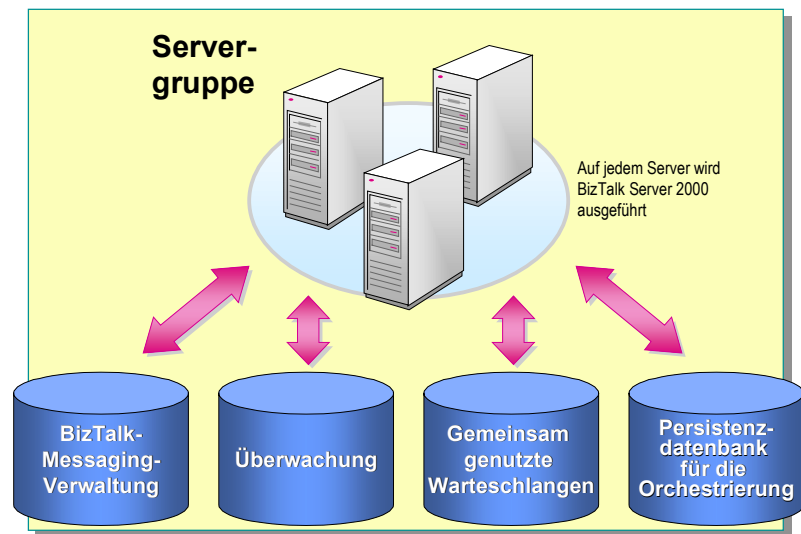 Server-
gruppe
Auf jedem Server wird
BizTalk Server 2000
ausgeführt
BizTalk-
Messaging-
Verwaltung
Überwachung
Gemeinsam
genutzte
Warteschlangen
Persistenz-
datenbank
für die
Orchestrierung